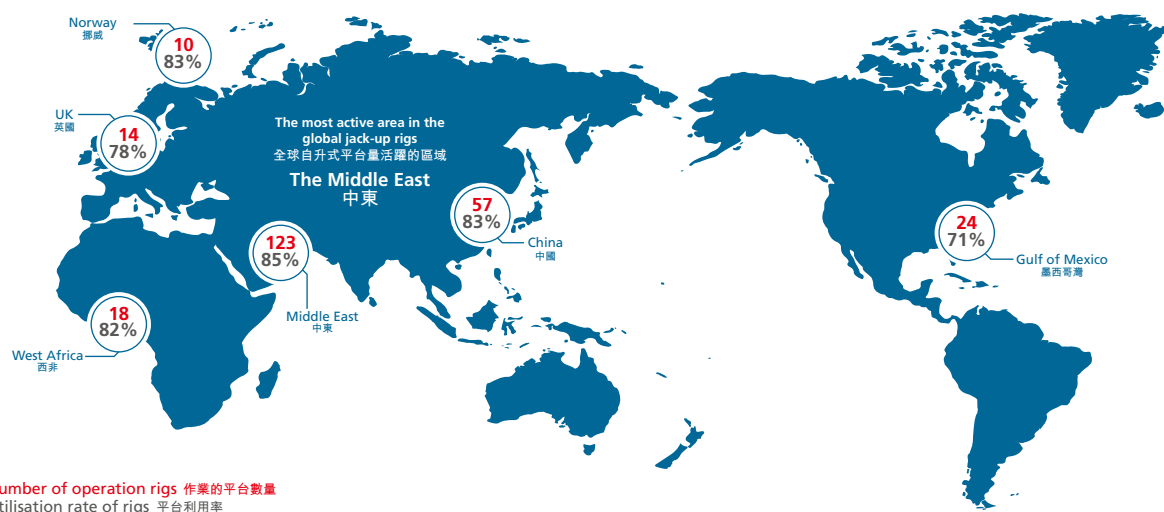 Norway
挪威
10
83%
UK
英國
14
78%
The most active area in the
global jack-up rigs
全球自升式平台量活躍的區域
The Middle East
中東
57
83%
China
中國
123
85%
Middle East
中東
24
71%
Gulf of Mexico
墨西哥灣
18
82%
West Africa
西非
umber of operation rigs 作業的平台數量
tilisation rate of rigs 平台利用率